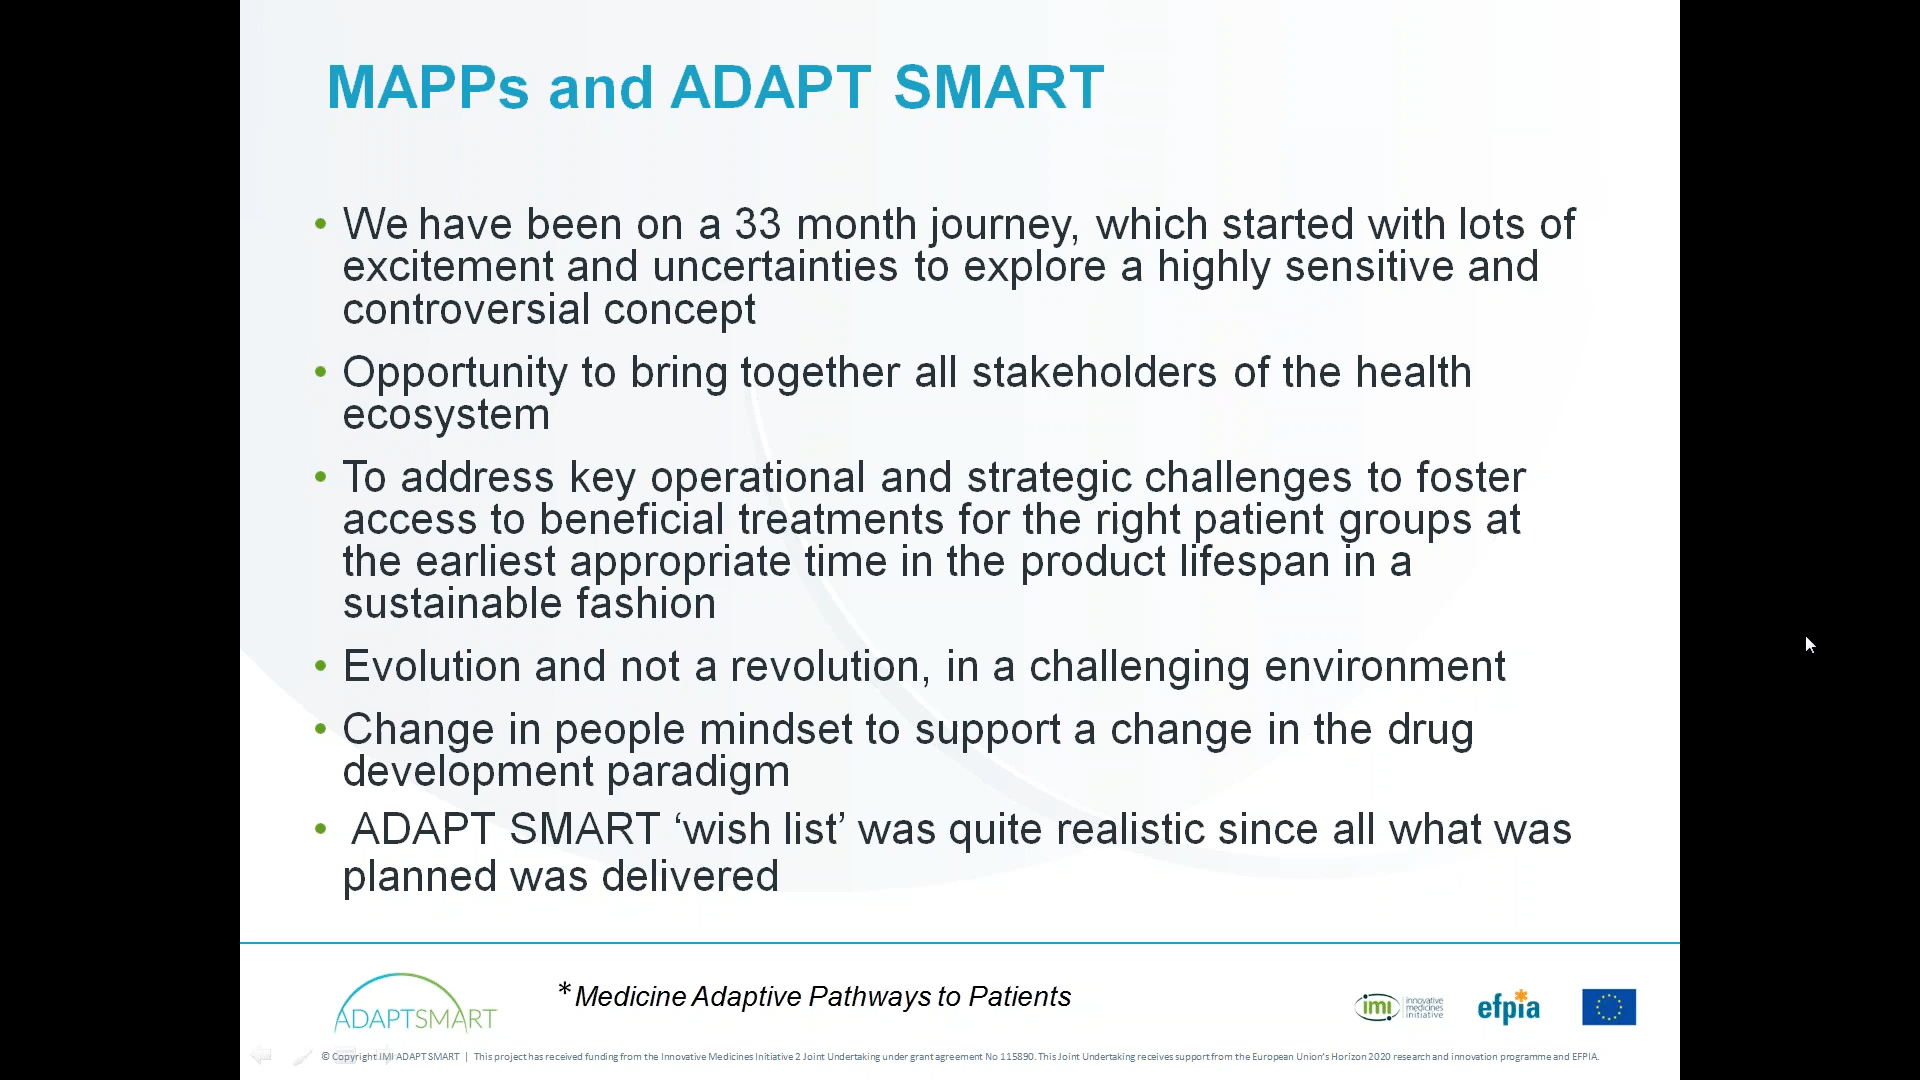 MAPPs and ADAPT SMART
• We have been on a 33 month journey, which started with lots of
excitement and uncertainties to explore a highly sensitive and
controversial concept
• Opportunity to bring together all stakeholders of the health
ecosystem
• To address key operational and strategic challenges to foster
access to beneficial treatments for the right patient groups at
the earliest appropriate time in the product lifespan in a
sustainable fashion
• Evolution and not a revolution, in a challenging environment
• Change in people mindset to support a change in the drug
development paradigm
• ADAPT SMART ‘wish list’ was quite realistic since all what was
planned was delivered
ADAPTSMART
*Medicine Adaptive Pathways to Patients
imi innovative
medicines
initiative
efpia
© Copyright IMI ADAPT SMART | This project has received funding from the Innovative Medicines Initiative 2 Joint Undertaking under grant agreement No 115890. This Joint Undertaking receives support from the European Union’s Horizon 2020 research and innovation programme and EFPIA.